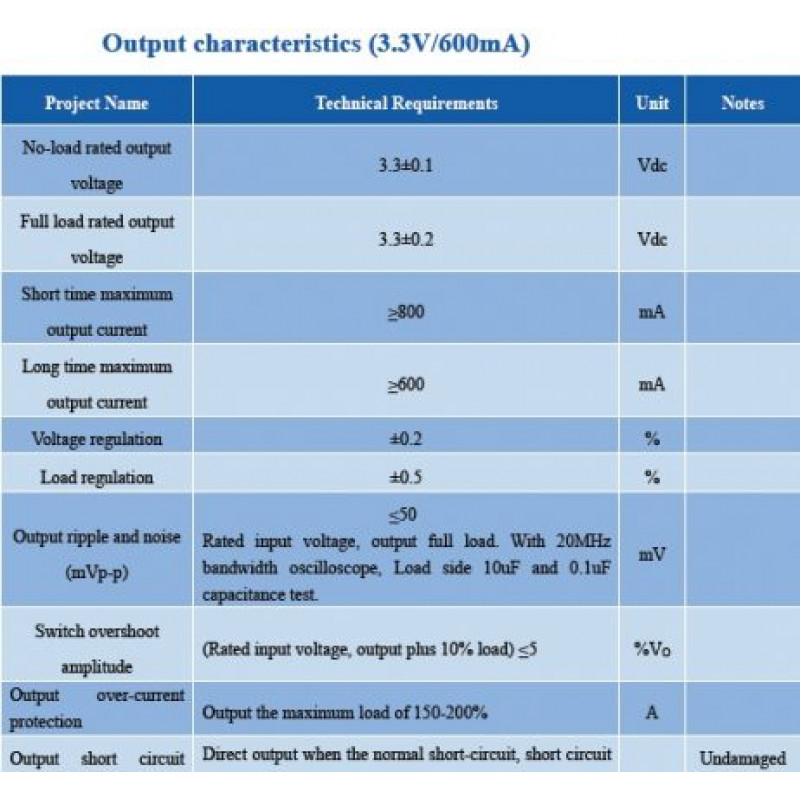 Output characteristics (3.3V/600mA)
Project Name
Technical Requirements
Unit
Notes
No-load rated output
voltage
3.3±0.1
Vdc
Full load rated output
voltage
3.3±0.2
Vdc
Short time maximum
output current
≥800
mA
Long time maximum
output current
≥600
mA
Voltage regulation
±0.2
%
Load regulation
±0.5
%
Output ripple and noise
(mVp-p)
≤50
Rated input voltage, output full load. With 20MHz
bandwidth oscilloscope, Load side 10uF and 0.1uF
capacitance test.
mV
Switch overshoot
amplitude
(Rated input voltage, output plus 10% load) ≤5
%Vo
Output over-current
protection
Output the maximum load of 150-200%
A
Output short circuit
Direct output when the normal short-circuit, short circuit
Undamaged